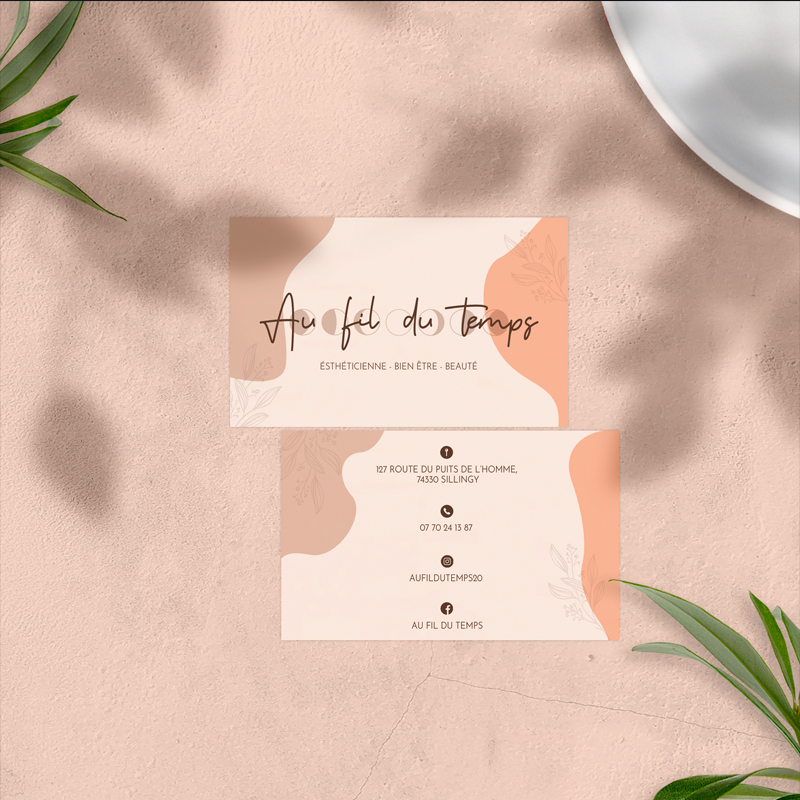 Au fil du temps
ÉSTHÉTICIENNE - BIEN ÊTRE - BEAUTÉ
127 ROUTE DU PUITS DE L'HOMME,
74330 SILLINGY
07 70 24 13 87
AUFILDUTEMPS20
AU FIL DU TEMPS